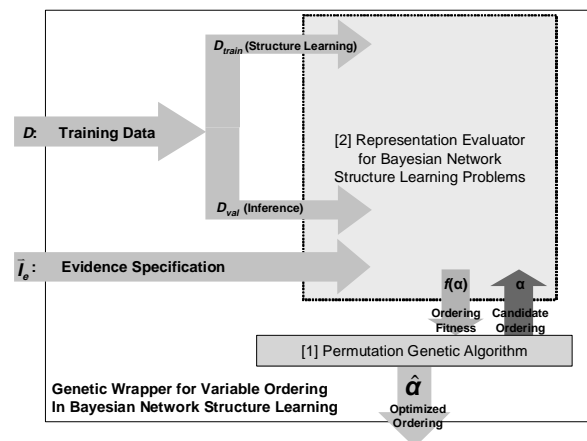 D_train (Structure Learning)
D: Training Data
[2] Representation Evaluator
for Bayesian Network
Structure Learning Problems
D_val (Inference)
I⃗_e: Evidence Specification
f(α) α
Ordering Fitness
Candidate Ordering
[1] Permutation Genetic Algorithm
Genetic Wrapper for Variable Ordering
In Bayesian Network Structure Learning
α̂
Optimized
Ordering